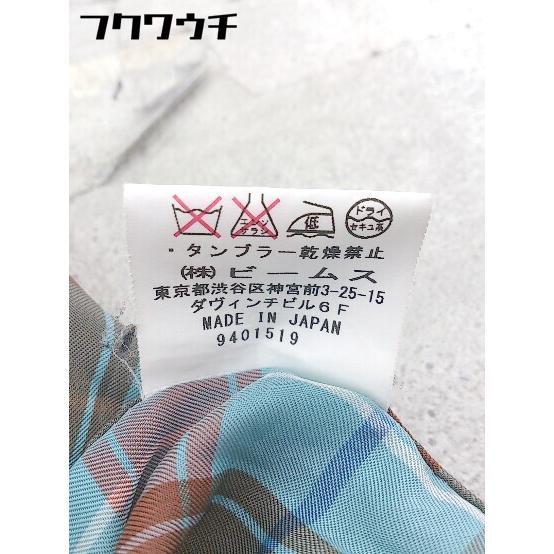 フクワウチ
エンソ
サラシ
低
ドライ
セキユ系
・タンブラー乾燥禁止
㈱ビームス
東京都渋谷区神宮前3-25-15
ダヴィンチビル6F
MADE IN JAPAN
9401519